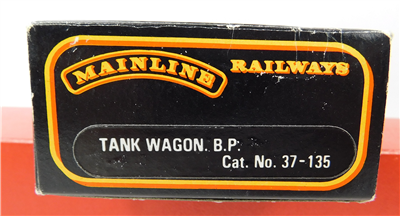 MAINLINE RAILWAYS
TANK WAGON. B.P.
Cat. No. 37-135